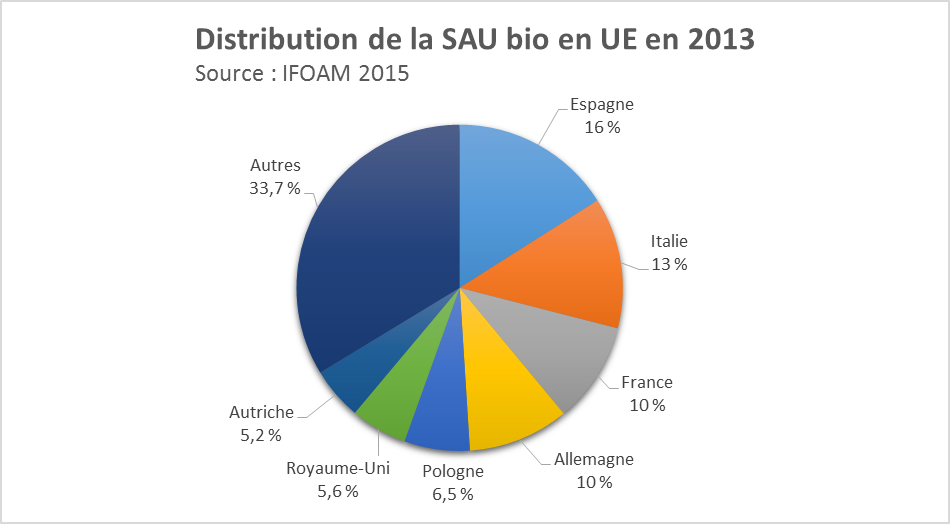 Distribution de la SAU bio en UE en 2013
Source : IFOAM 2015
Espagne
16 %
Autres
33,7 %
Italie
13 %
France
10 %
Autriche
5,2 %
Allemagne
10 %
Royaume-Uni
5,6 %
Pologne
6,5 %